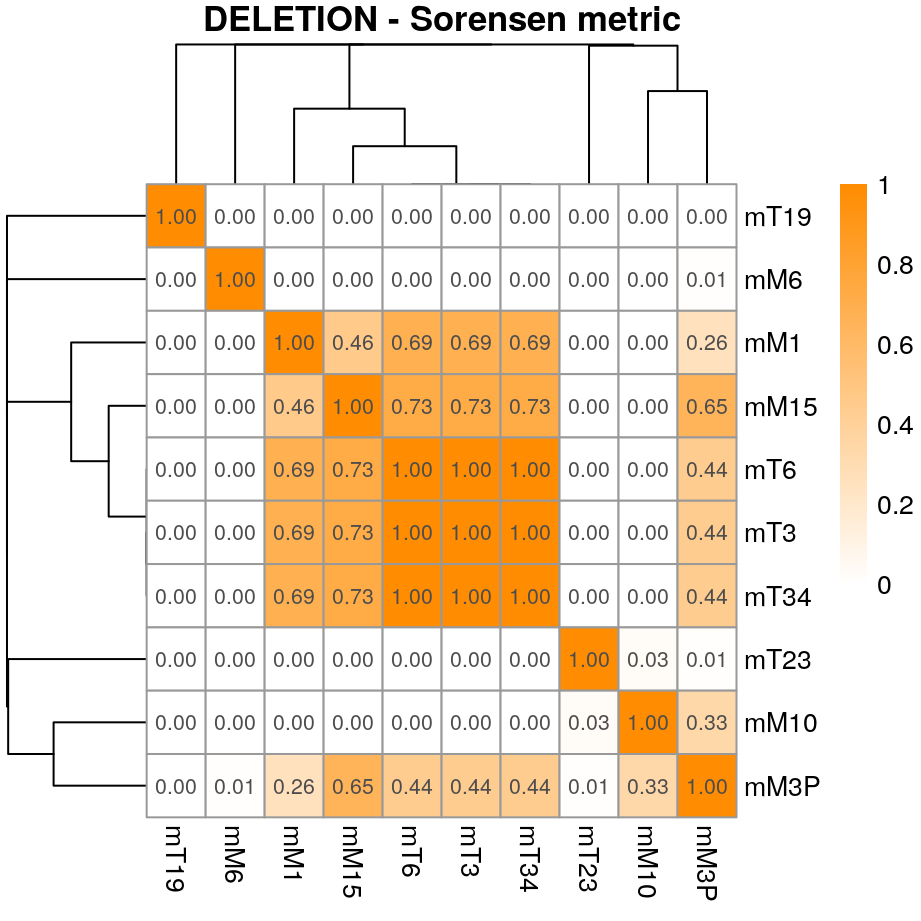 DELETION - Sorensen metric
1.00 0.00 0.00 0.00 0.00 0.00 0.00 0.00 0.00 0.00 mT19
0.00 1.00 0.00 0.00 0.00 0.00 0.00 0.00 0.00 0.01 mM6
0.00 0.00 1.00 0.46 0.69 0.69 0.69 0.00 0.00 0.26 mM1
0.00 0.00 0.46 1.00 0.73 0.73 0.73 0.00 0.00 0.65 mM15
0.00 0.00 0.69 0.73 1.00 1.00 1.00 0.00 0.00 0.44 mT6
0.00 0.00 0.69 0.73 1.00 1.00 1.00 0.00 0.00 0.44 mT3
0.00 0.00 0.69 0.73 1.00 1.00 1.00 0.00 0.00 0.44 mT34
0.00 0.00 0.00 0.00 0.00 0.00 0.00 1.00 0.03 0.01 mT23
0.00 0.00 0.00 0.00 0.00 0.00 0.00 0.03 1.00 0.33 mM10
0.00 0.01 0.26 0.65 0.44 0.44 0.44 0.01 0.33 1.00 mM3P
mT19 mM6 mM1 mM15 mT6 mT3 mT34 mT23 mM10 mM3P
1
0.8
0.6
0.4
0.2
0